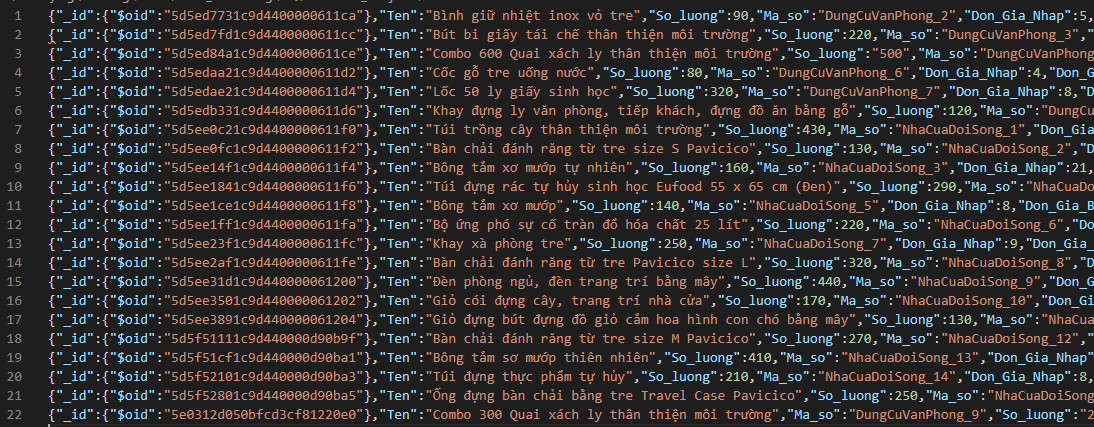 1 {"_id":{"$oid":"5d5ed7731c9d4400000611ca"},"Ten":"Bình giữ nhiệt inox vỏ tre","So_luong":90,"Ma_so":"DungCuVanPhong_2","Don_Gia_Nhap":5,
2 {"_id":{"$oid":"5d5ed7fd1c9d4400000611cc"},"Ten":"Bút bi giấy tái chế thân thiện môi trường","So_luong":220,"Ma_so":"DungCuVanPhong_3","
3 {"_id":{"$oid":"5d5ed84a1c9d4400000611ce"},"Ten":"Combo 600 Quai xách ly thân thiện môi trường","So_luong":"500","Ma_so":"DungCuVanPhon
4 {"_id":{"$oid":"5d5edaa21c9d4400000611d2"},"Ten":"Cốc gỗ tre uống nước","So_luong":80,"Ma_so":"DungCuVanPhong_6","Don_Gia_Nhap":4,"Don_G
5 {"_id":{"$oid":"5d5edae21c9d4400000611d4"},"Ten":"Lốc 50 ly giấy sinh học","So_luong":320,"Ma_so":"DungCuVanPhong_7","Don_Gia_Nhap":8,"D
6 {"_id":{"$oid":"5d5edb331c9d4400000611d6"},"Ten":"Khay đựng ly văn phòng, tiếp khách, đựng đồ ăn bằng gỗ","So_luong":120,"Ma_so":"DungCu
7 {"_id":{"$oid":"5d5ee0c21c9d4400000611f0"},"Ten":"Túi trồng cây thân thiện môi trường","So_luong":430,"Ma_so":"NhaCuaDoiSong_1","Don_Gia
8 {"_id":{"$oid":"5d5ee0fc1c9d4400000611f2"},"Ten":"Bàn chải đánh răng từ tre size S Pavicico","So_luong":130,"Ma_so":"NhaCuaDoiSong_2","D
9 {"_id":{"$oid":"5d5ee14f1c9d4400000611f4"},"Ten":"Bông tắm xơ mướp tự nhiên","So_luong":160,"Ma_so":"NhaCuaDoiSong_3","Don_Gia_Nhap":21,
10 {"_id":{"$oid":"5d5ee1841c9d4400000611f6"},"Ten":"Túi đựng rác tự hủy sinh học Eufood 55 x 65 cm (Đen)","So_luong":290,"Ma_so":"NhaCuaDo
11 {"_id":{"$oid":"5d5ee1ce1c9d4400000611f8"},"Ten":"Bông tắm xơ mướp","So_luong":140,"Ma_so":"NhaCuaDoiSong_5","Don_Gia_Nhap":8,"Don_Gia_B
12 {"_id":{"$oid":"5d5ee1ff1c9d4400000611fa"},"Ten":"Bộ ứng phó sự cố tràn đổ hóa chất 25 lít","So_luong":220,"Ma_so":"NhaCuaDoiSong_6","Do
13 {"_id":{"$oid":"5d5ee23f1c9d4400000611fc"},"Ten":"Khay xà phòng tre","So_luong":250,"Ma_so":"NhaCuaDoiSong_7","Don_Gia_Nhap":9,"Don_Gia_
14 {"_id":{"$oid":"5d5ee2af1c9d4400000611fe"},"Ten":"Bàn chải đánh răng từ tre Pavicico size L","So_luong":320,"Ma_so":"NhaCuaDoiSong_8","D
15 {"_id":{"$oid":"5d5ee31d1c9d440000061200"},"Ten":"Đèn phòng ngủ, đèn trang trí bằng mây","So_luong":440,"Ma_so":"NhaCuaDoiSong_9","Don_G
16 {"_id":{"$oid":"5d5ee3501c9d440000061202"},"Ten":"Giỏ cói đựng cây, trang trí nhà cửa","So_luong":170,"Ma_so":"NhaCuaDoiSong_10","Don_Gi
17 {"_id":{"$oid":"5d5ee3891c9d440000061204"},"Ten":"Giỏ đựng bút đựng đồ giỏ cắm hoa hình con chó bằng mây","So_luong":130,"Ma_so":"NhaCua
18 {"_id":{"$oid":"5d5f51111c9d440000d90b9f"},"Ten":"Bàn chải đánh răng từ tre size M Pavicico","So_luong":270,"Ma_so":"NhaCuaDoiSong_12","
19 {"_id":{"$oid":"5d5f51cf1c9d440000d90ba1"},"Ten":"Bông tắm sơ mướp thiên nhiên","So_luong":410,"Ma_so":"NhaCuaDoiSong_13","Don_Gia_Nhap"
20 {"_id":{"$oid":"5d5f52101c9d440000d90ba3"},"Ten":"Túi đựng thực phẩm tự hủy","So_luong":210,"Ma_so":"NhaCuaDoiSong_14","Don_Gia_Nhap":8,
21 {"_id":{"$oid":"5d5f52801c9d440000d90ba5"},"Ten":"Ống đựng bàn chải bằng tre Travel Case Pavicico","So_luong":250,"Ma_so":"NhaCuaDoiSong
22 {"_id":{"$oid":"5e0312d050bfcd3cf81220e0"},"Ten":"Combo 300 Quai xách ly thân thiện môi trường","Ma_so":"DungCuVanPhong_9","So_luong":"2